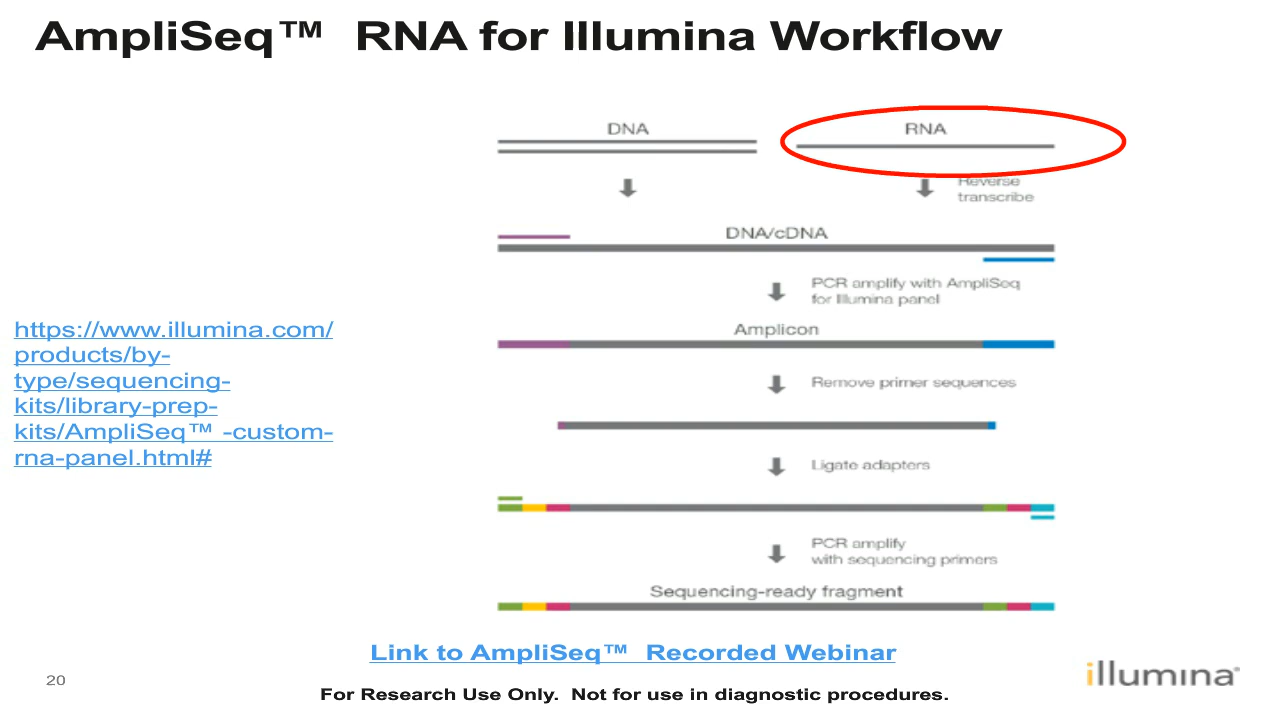 AmpliSeq™ RNA for Illumina Workflow
DNA
RNA
Reverse
transcribe
DNA/cDNA
PCR amplify with AmpliSeq
for Illumina panel
Amplicon
https://www.illumina.com/
products/by-
type/sequencing-
kits/library-prep-
kits/AmpliSeq™ -custom-
rna-panel.html#
Remove primer sequences
Ligate adapters
PCR amplify
with sequencing primers
Sequencing-ready fragment
Link to AmpliSeq™ Recorded Webinar
20
For Research Use Only. Not for use in diagnostic procedures.
illumina®